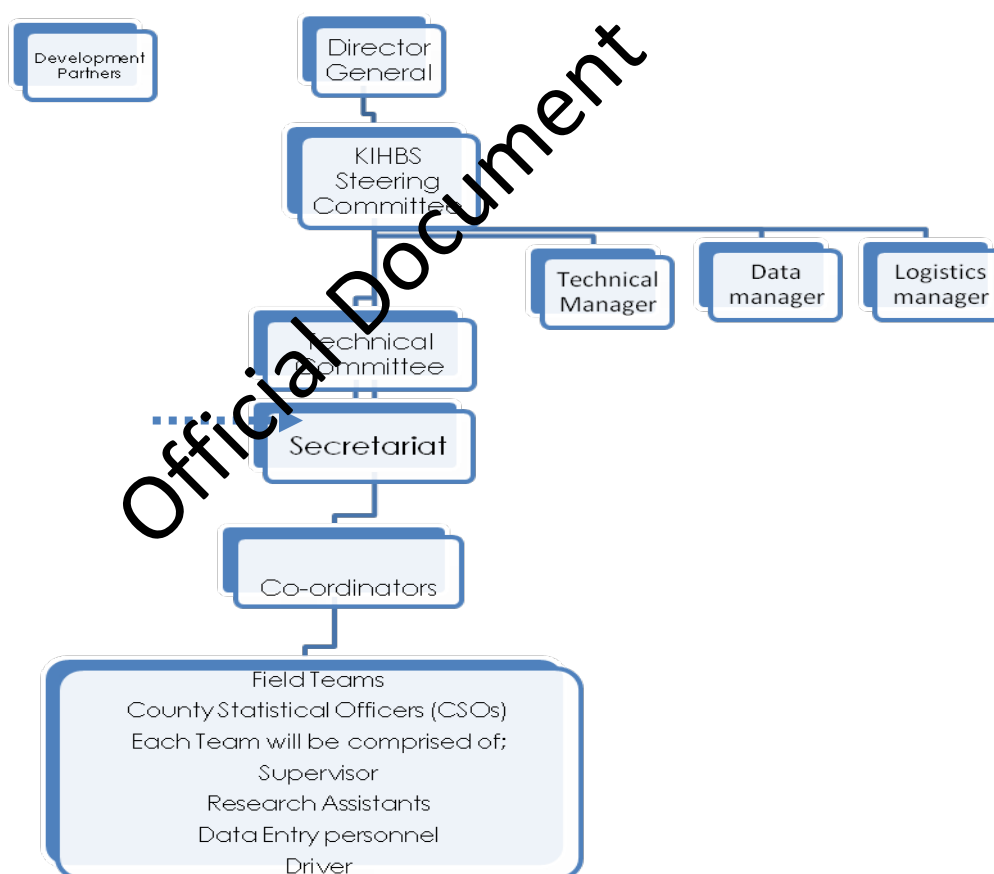 Development
Partners
Director
General
KIHBS
Steering
Committee
Technical
Manager
Data
manager
Logistics
manager
Technical
Committee
Secretariat
Co-ordinators
Field Teams
County Statistical Officers (CSOs)
Each Team will be comprised of;
Supervisor
Research Assistants
Data Entry personnel
Driver
Official Document